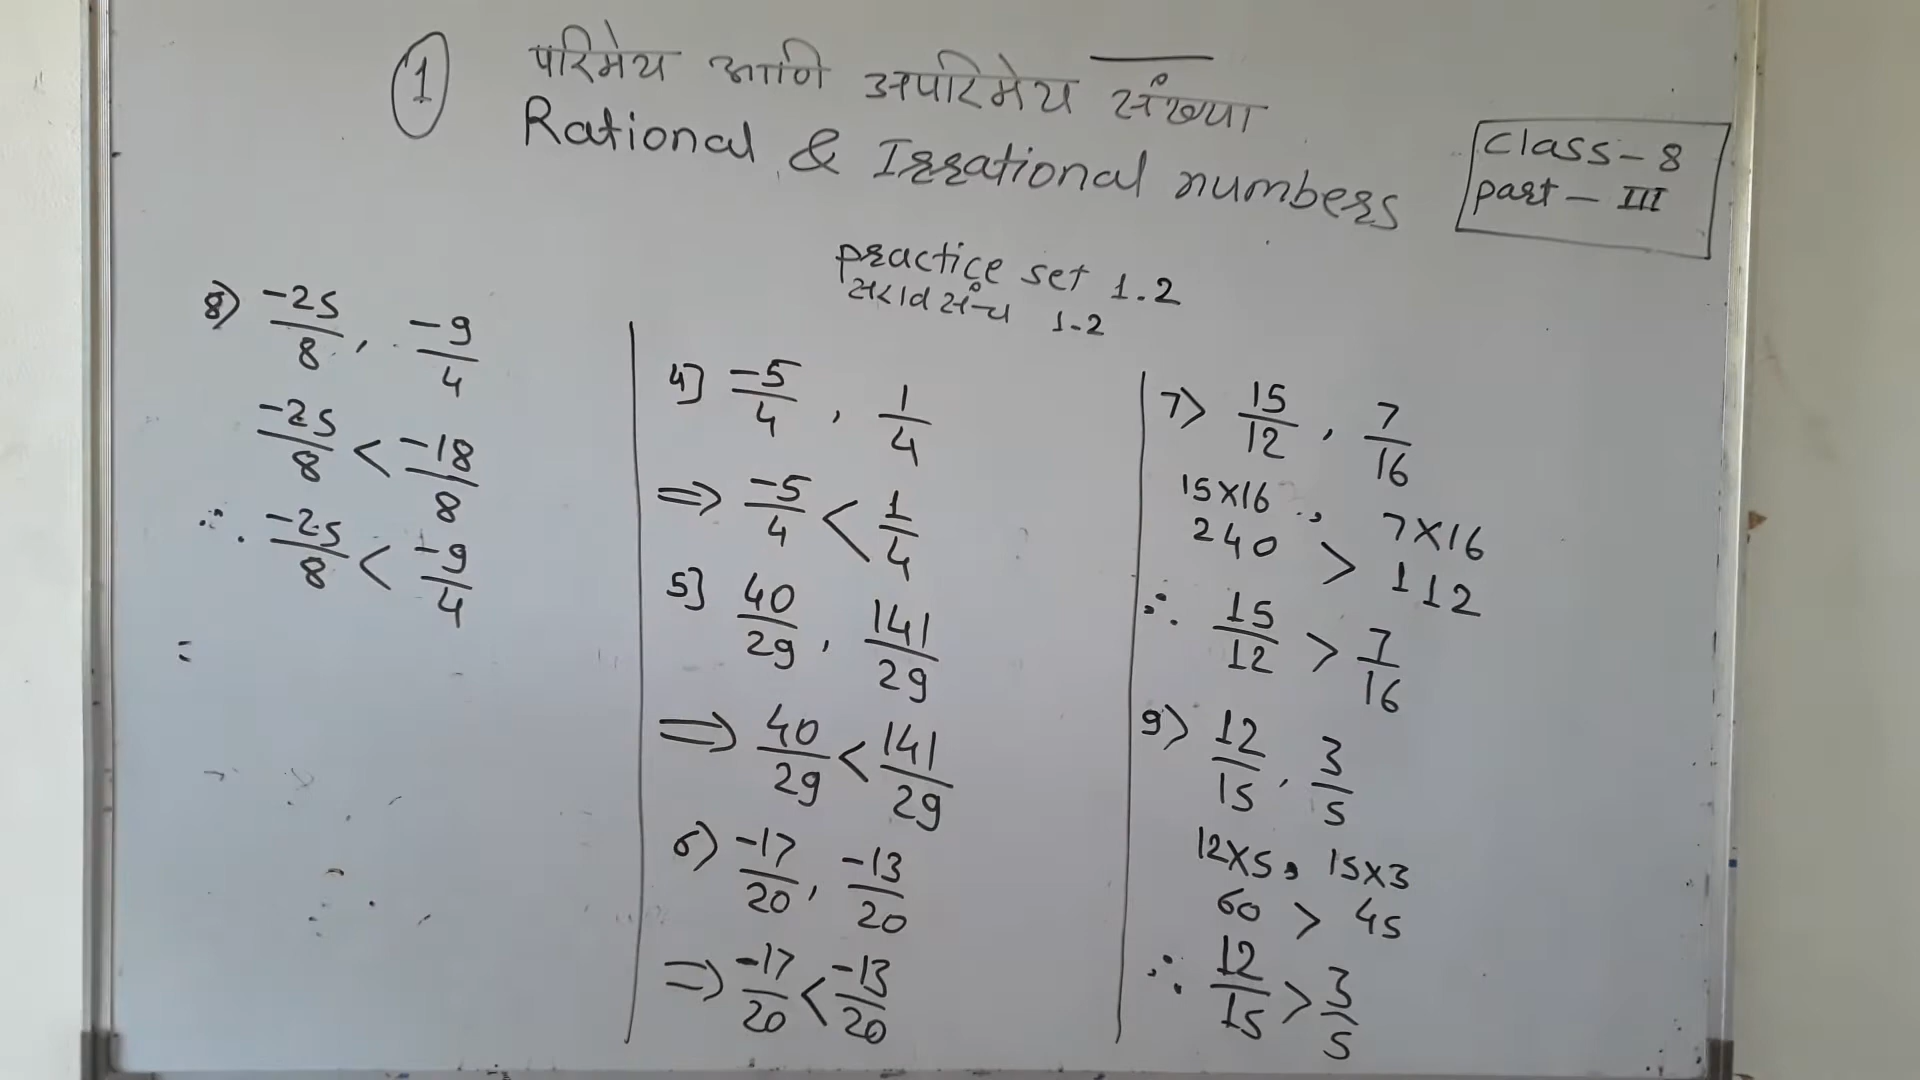 ① परिमेय आणि अपरिमेय संख्या
Rational & Irrational numbers
Class-8
part - III
practice set 1.2
सराव संच 1-2
8) -25/8 , -9/4
-25/8 < -18/8
∴ -25/8 < -9/4
=
4] -5/4 , 1/4
⇒ -5/4 < 1/4
5] 40/29 , 141/29
⇒ 40/29 < 141/29
6) -17/20 , -13/20
⇒ -17/20 < -13/20
7> 15/12 , 7/16
15×16 , 7×16
240 > 112
∴ 15/12 > 7/16
9) 12/15 , 3/5
12×5 , 15×3
60 > 45
∴ 12/15 > 3/5